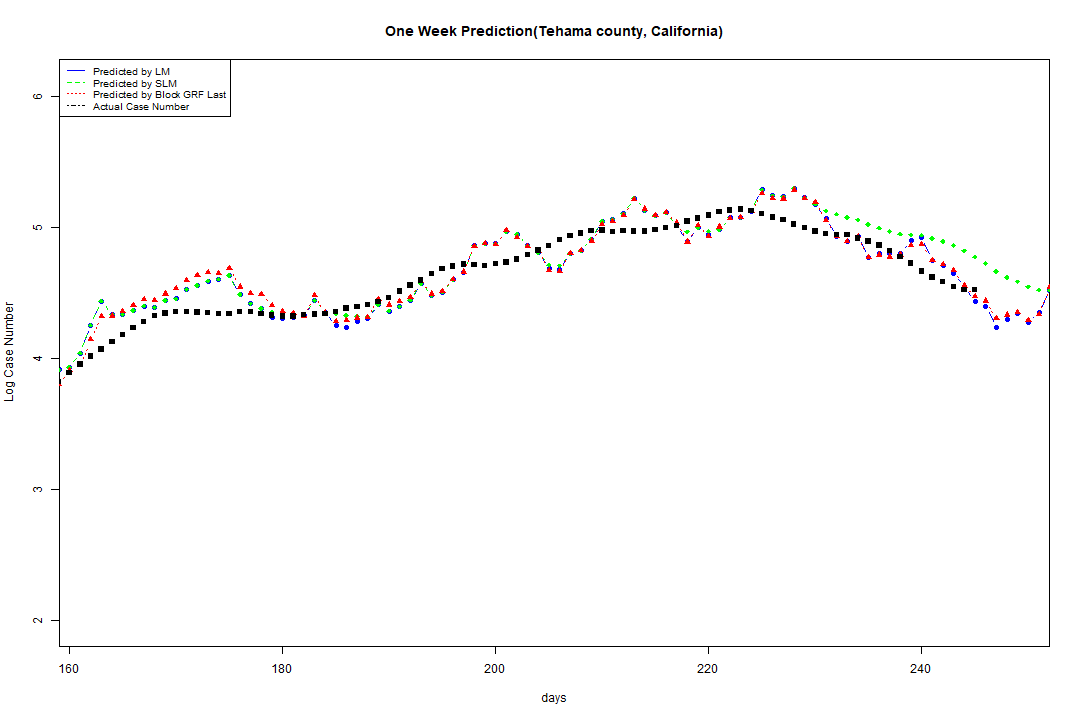 One Week Prediction(Tehama county, California)
Predicted by LM
Predicted by SLM
Predicted by Block GRF Last
Actual Case Number
6
5
4
3
2
Log Case Number
160 180 200 220 240
days